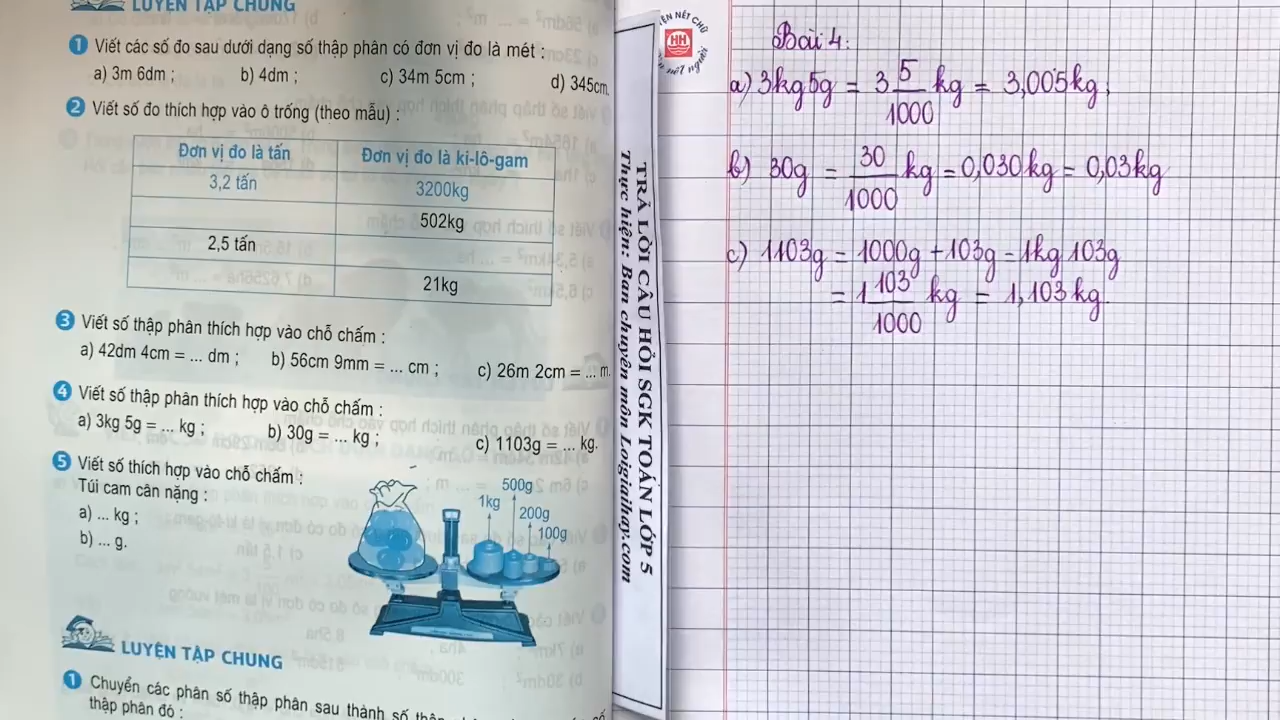 LUYỆN TẬP CHUNG
1 Viết các số đo sau dưới dạng số thập phân có đơn vị đo là mét :
a) 3m 6dm ; b) 4dm ; c) 34m 5cm ; d) 345cm.
2 Viết số đo thích hợp vào ô trống (theo mẫu) :
Đơn vị đo là tấn Đơn vị đo là ki-lô-gam
3,2 tấn 3200kg
502kg
2,5 tấn
21kg
3 Viết số thập phân thích hợp vào chỗ chấm :
a) 42dm 4cm = ... dm ; b) 56cm 9mm = ... cm ; c) 26m 2cm = ... m.
4 Viết số thập phân thích hợp vào chỗ chấm :
a) 3kg 5g = ... kg ; b) 30g = ... kg ; c) 1103g = ... kg.
5 Viết số thích hợp vào chỗ chấm :
Túi cam cân nặng :
a) ... kg ;
b) ... g.
500g
1kg
200g
100g
LUYỆN TẬP CHUNG
1 Chuyển các phân số thập phân sau thành số
thập phân đó :
TRẢ LỜI CÂU HỎI SGK TOÁN LỚP 5
Thực hiện: Ban chuyên môn Loigiaihay.com
NÉT CHỮ
HH
nết người
Bài 4:
a) 3kg5g = 3 5/1000 kg = 3,005kg;
b) 30g = 30/1000 kg = 0,030kg = 0,03kg
c) 1103g = 1000g + 103g = 1kg 103g
= 1 103/1000 kg = 1,103kg.